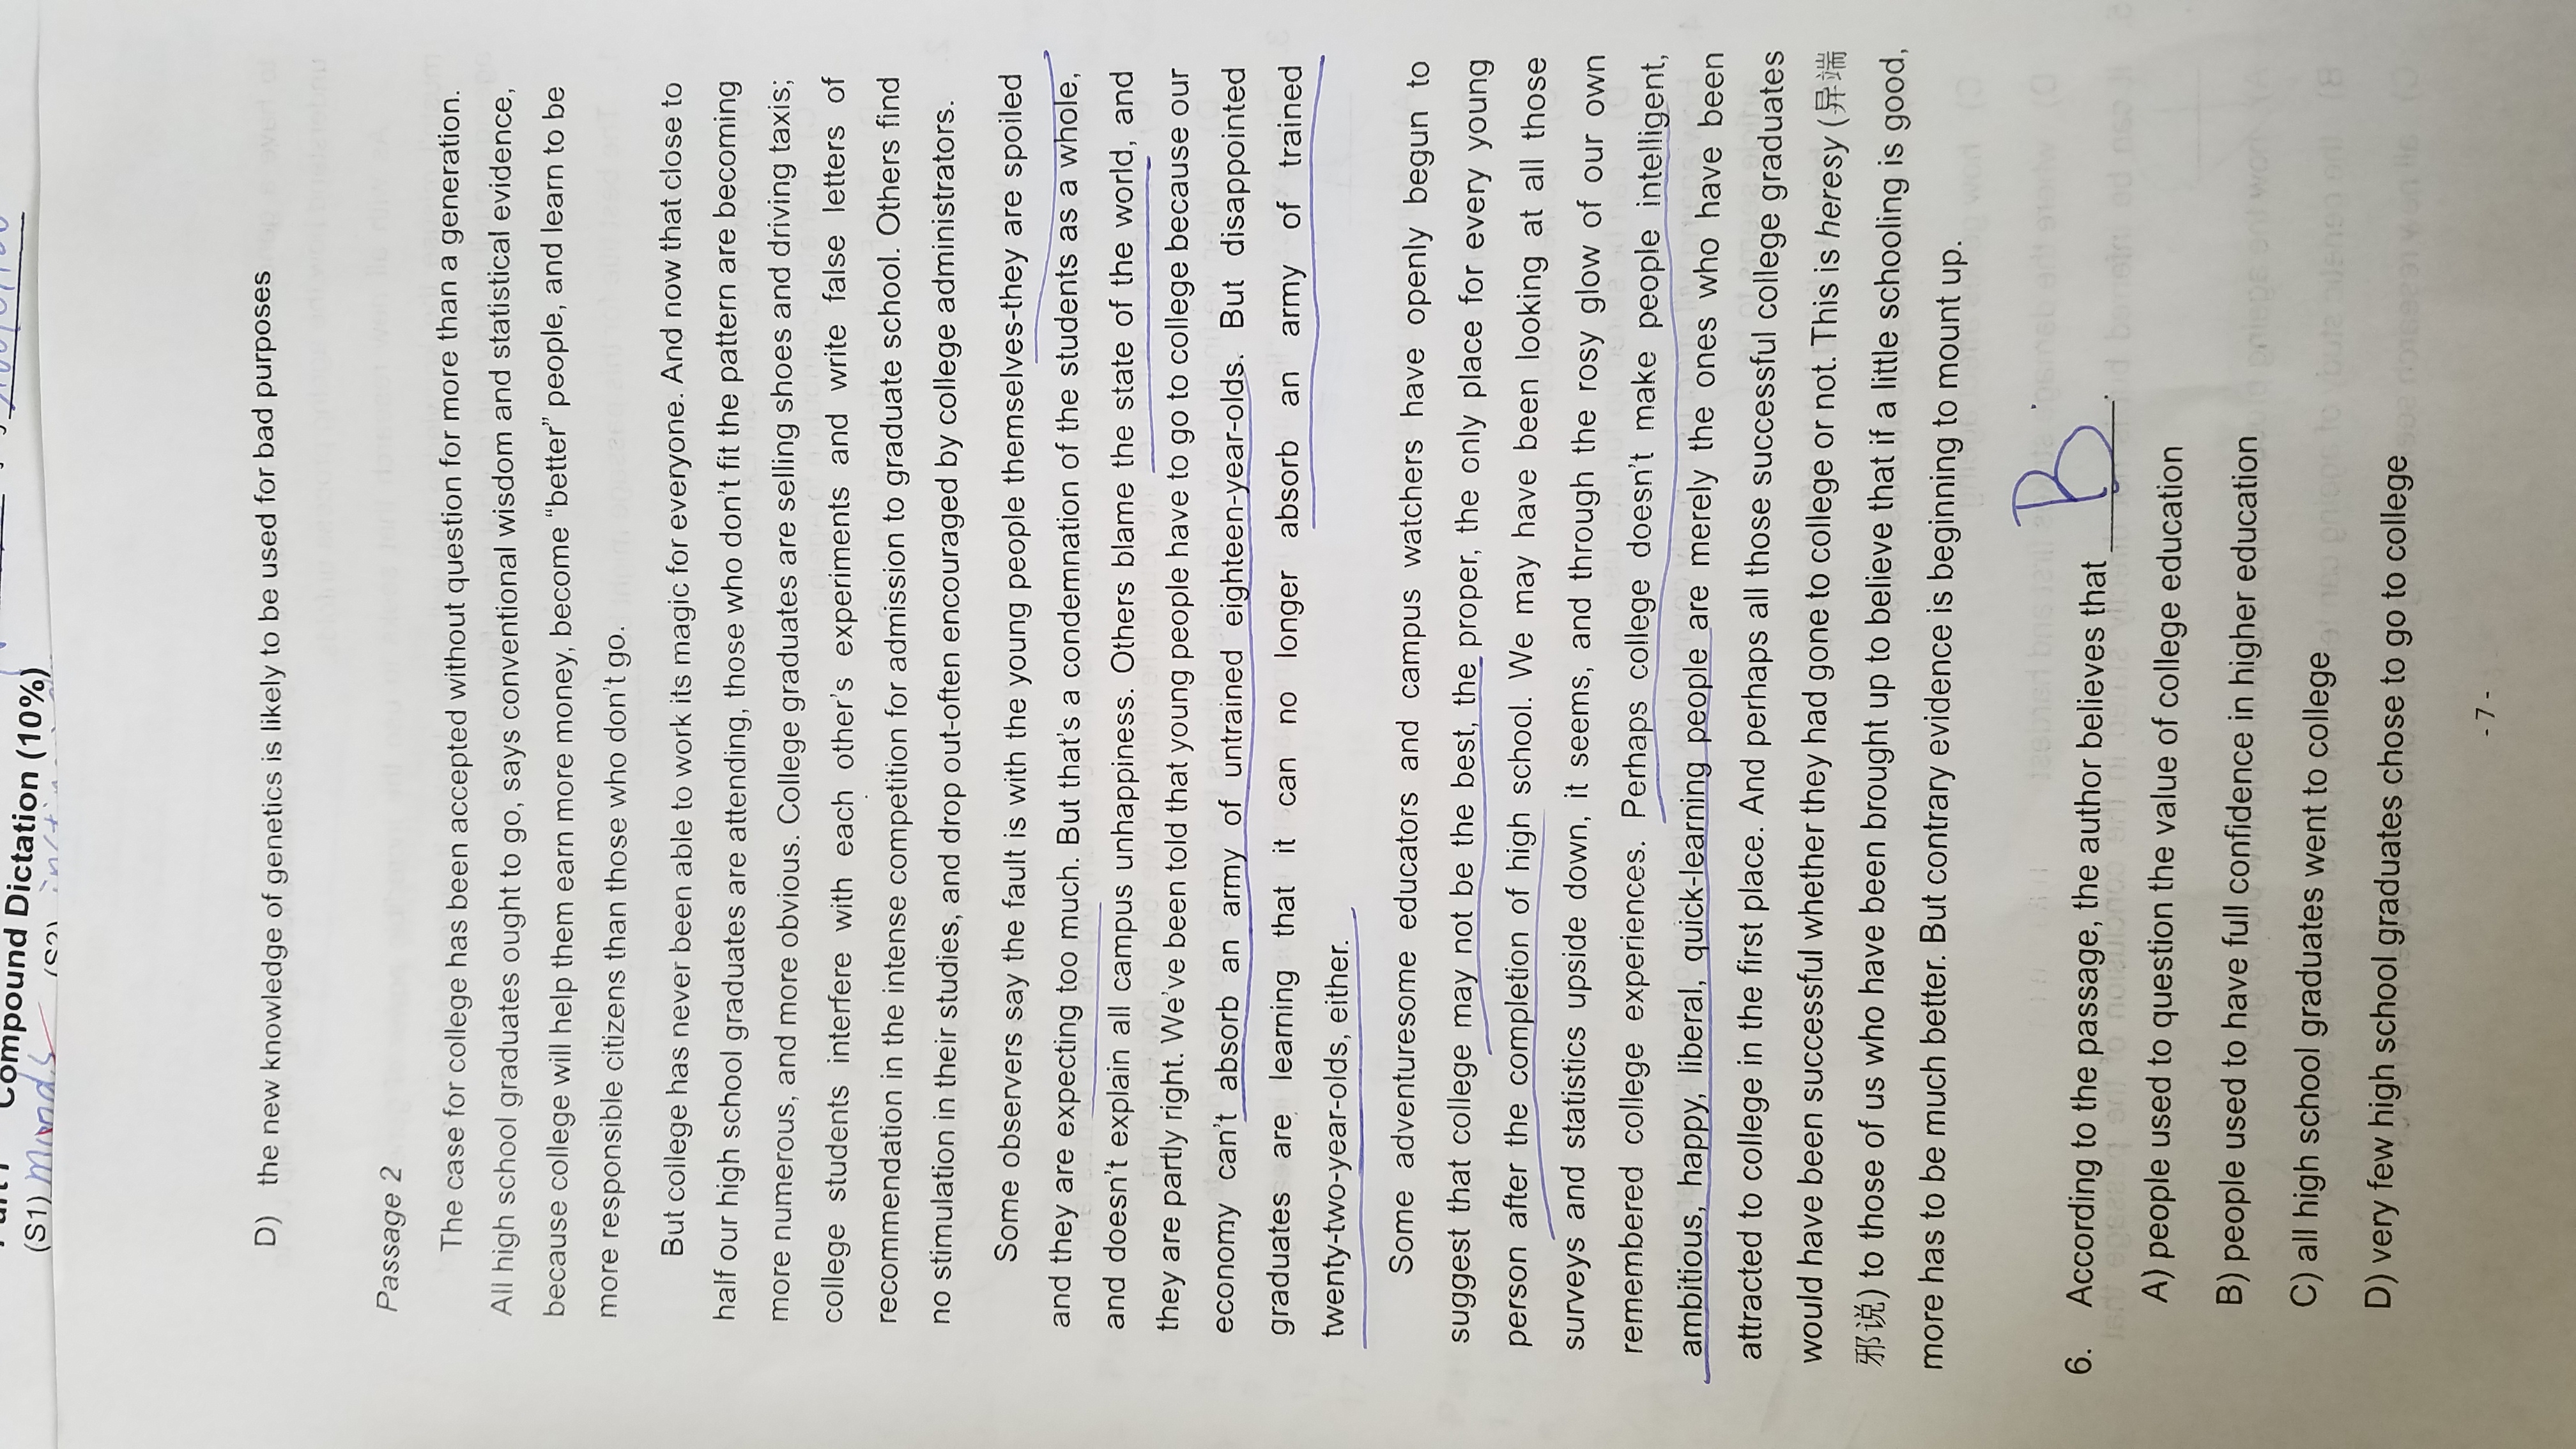 Compound Dictation (10%)
(S1) minds (S2)
D) the new knowledge of genetics is likely to be used for bad purposes
Passage 2
The case for college has been accepted without question for more than a generation.
All high school graduates ought to go, says conventional wisdom and statistical evidence,
because college will help them earn more money, become “better” people, and learn to be
more responsible citizens than those who don’t go.
But college has never been able to work its magic for everyone. And now that close to
half our high school graduates are attending, those who don’t fit the pattern are becoming
more numerous, and more obvious. College graduates are selling shoes and driving taxis;
college students interfere with each other’s experiments and write false letters of
recommendation in the intense competition for admission to graduate school. Others find
no stimulation in their studies, and drop out-often encouraged by college administrators.
Some observers say the fault is with the young people themselves-they are spoiled
and they are expecting too much. But that’s a condemnation of the students as a whole,
and doesn’t explain all campus unhappiness. Others blame the state of the world, and
they are partly right. We’ve been told that young people have to go to college because our
economy can’t absorb an army of untrained eighteen-year-olds. But disappointed
graduates are learning that it can no longer absorb an army of trained
twenty-two-year-olds, either.
Some adventuresome educators and campus watchers have openly begun to
suggest that college may not be the best, the proper, the only place for every young
person after the completion of high school. We may have been looking at all those
surveys and statistics upside down, it seems, and through the rosy glow of our own
remembered college experiences. Perhaps college doesn’t make people intelligent,
ambitious, happy, liberal, quick-learning people are merely the ones who have been
attracted to college in the first place. And perhaps all those successful college graduates
would have been successful whether they had gone to college or not. This is heresy (异端
邪说) to those of us who have been brought up to believe that if a little schooling is good,
more has to be much better. But contrary evidence is beginning to mount up.
6. According to the passage, the author believes that B.
A) people used to question the value of college education
B) people used to have full confidence in higher education
C) all high school graduates went to college
D) very few high school graduates chose to go to college
- 7 -